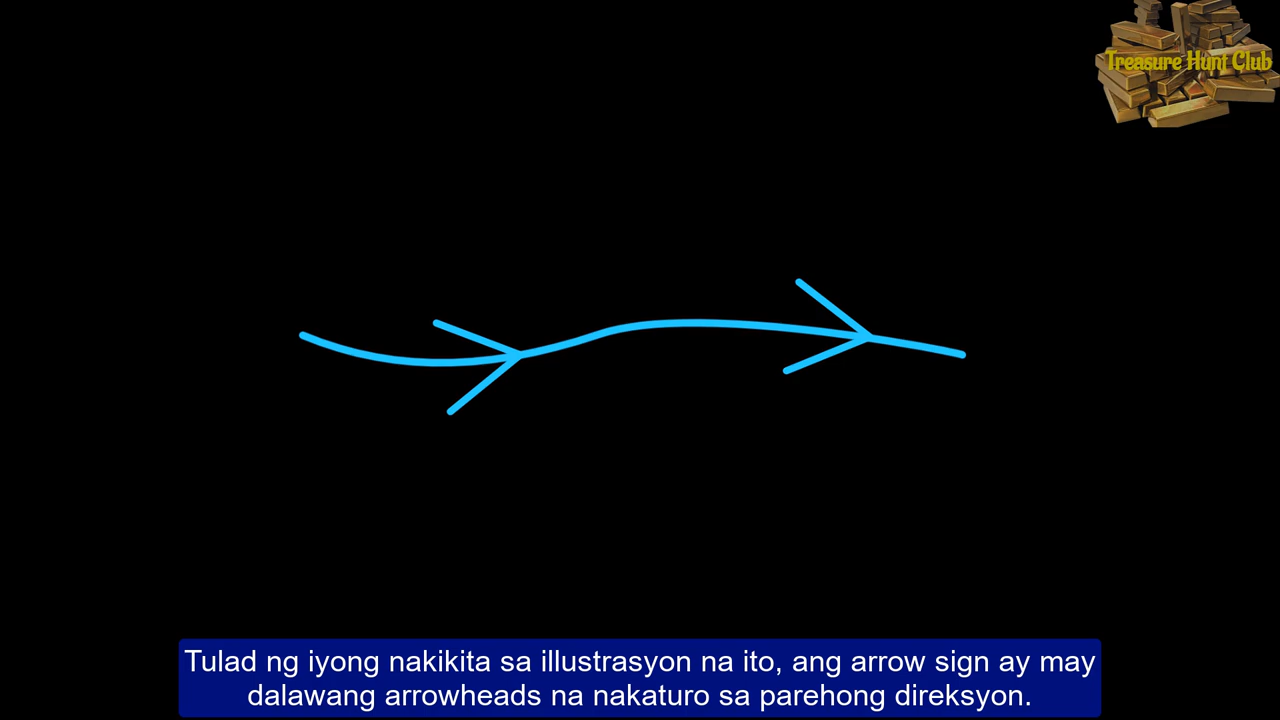 Treasure Hunt Club
Tulad ng iyong nakikita sa illustrasyon na ito, ang arrow sign ay may
dalawang arrowheads na nakaturo sa parehong direksyon.